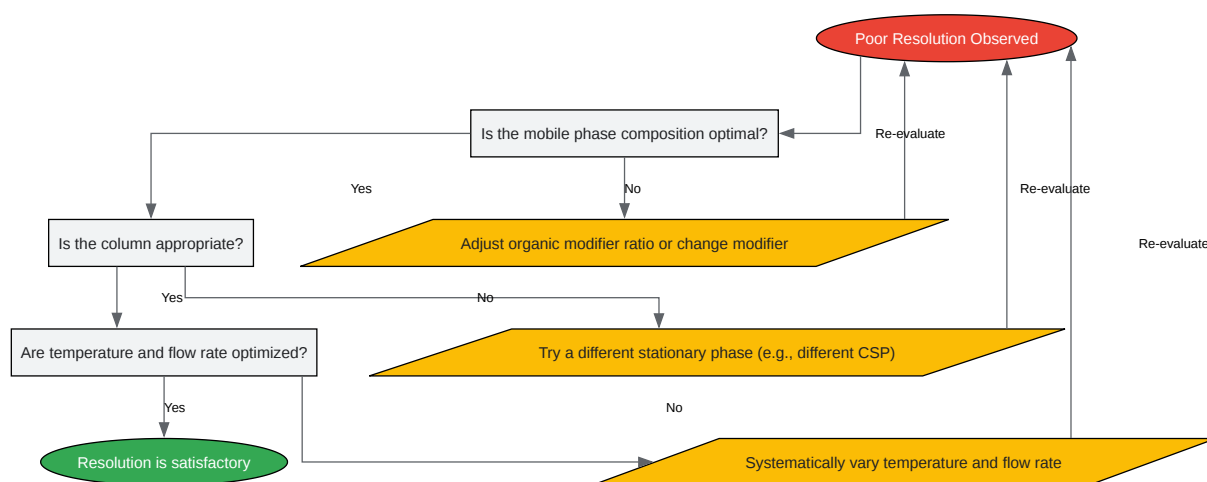 Poor Resolution Observed
Is the mobile phase composition optimal?
Re-evaluate
Yes
No
Re-evaluate
Is the column appropriate?
Adjust organic modifier ratio or change modifier
Re-evaluate
Yes
No
Are temperature and flow rate optimized?
Try a different stationary phase (e.g., different CSP)
Yes
No
Resolution is satisfactory
Systematically vary temperature and flow rate